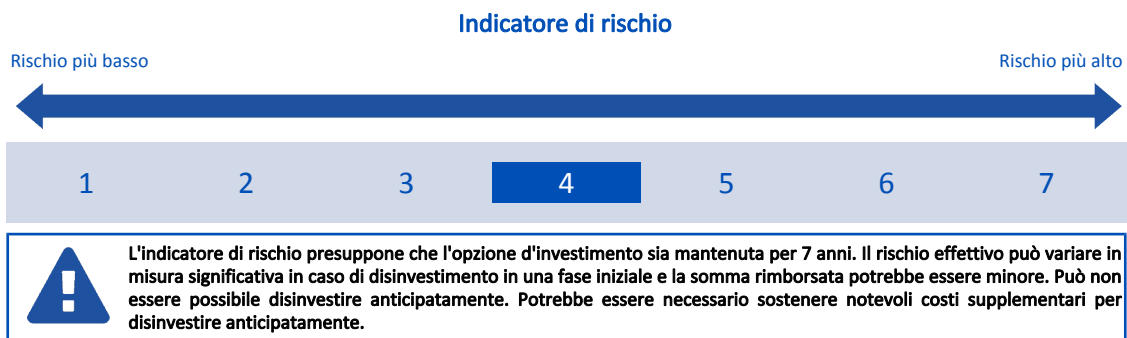 Indicatore di rischio
Rischio più basso
Rischio più alto
1 2 3 4 5 6 7
L'indicatore di rischio presuppone che l'opzione d'investimento sia mantenuta per 7 anni. Il rischio effettivo può variare in
misura significativa in caso di disinvestimento in una fase iniziale e la somma rimborsata potrebbe essere minore. Può non
essere possibile disinvestire anticipatamente. Potrebbe essere necessario sostenere notevoli costi supplementari per
disinvestire anticipatamente.